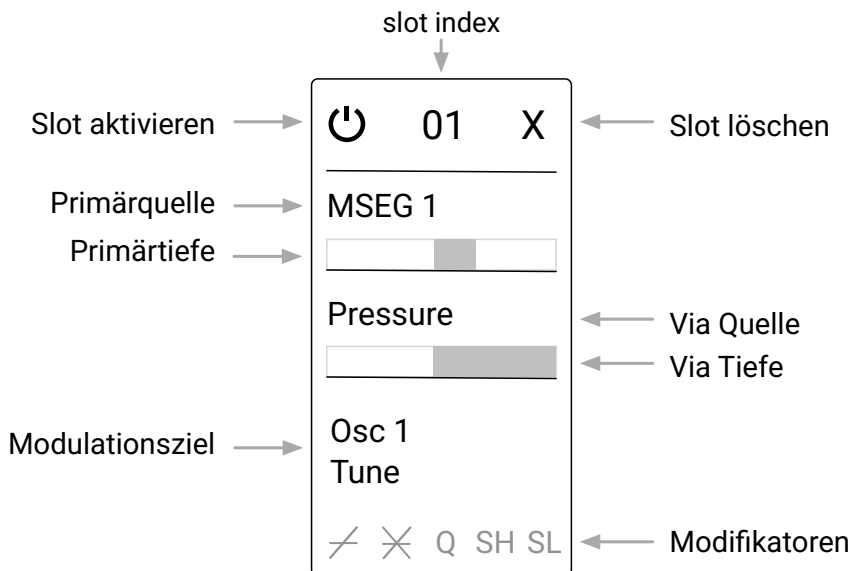 slot index
Slot aktivieren
01
X
Slot löschen
Primärquelle
MSEG 1
Primärtiefe
Pressure
Via Quelle
Via Tiefe
Modulationsziel
Osc 1
Tune
Q SH SL
Modifikatoren